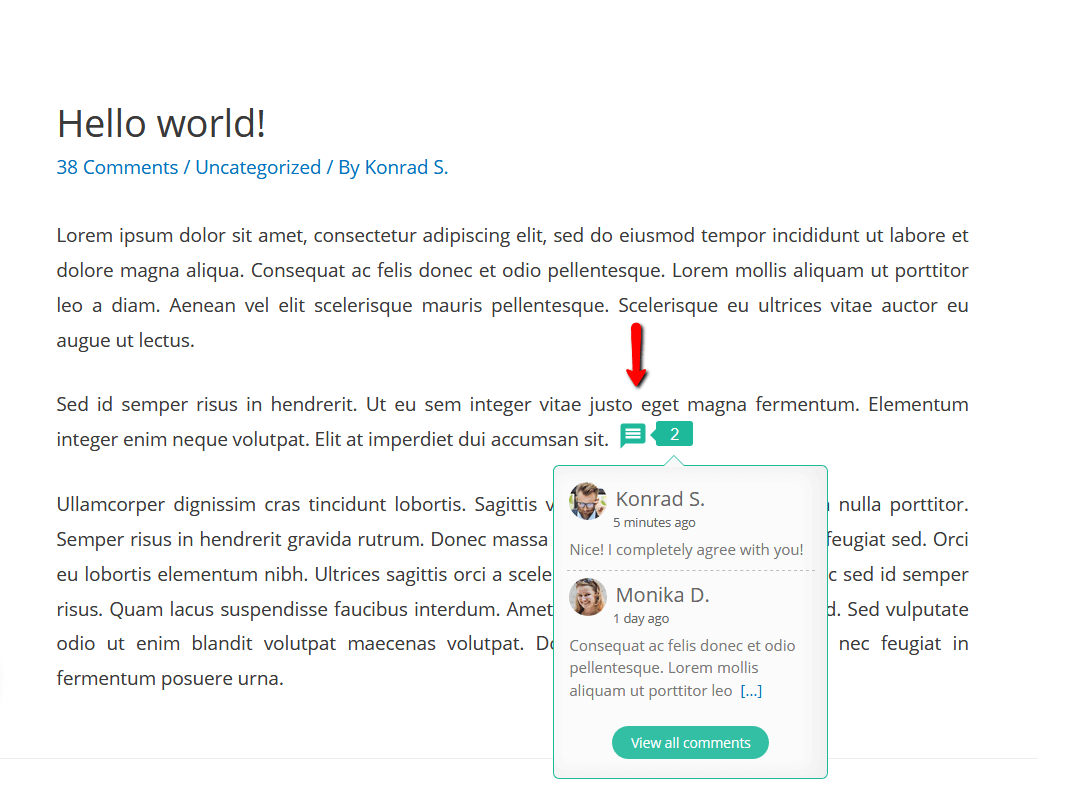 Hello world!
38 Comments / Uncategorized / By Konrad S.
Lorem ipsum dolor sit amet, consectetur adipiscing elit, sed do eiusmod tempor incididunt ut labore et
dolore magna aliqua. Consequat ac felis donec et odio pellentesque. Lorem mollis aliquam ut porttitor
leo a diam. Aenean vel elit scelerisque mauris pellentesque. Scelerisque eu ultrices vitae auctor eu
augue ut lectus.
Sed id semper risus in hendrerit. Ut eu sem integer vitae justo eget magna fermentum. Elementum
integer enim neque volutpat. Elit at imperdiet dui accumsan sit. 2
Ullamcorper dignissim cras tincidunt lobortis. Sagittis nulla porttitor.
Semper risus in hendrerit gravida rutrum. Donec massa feugiat sed. Orci
eu lobortis elementum nibh. Ultrices sagittis orci a sed id semper
risus. Quam lacus suspendisse faucibus interdum. Amet Sed vulputate
odio ut enim blandit volutpat maecenas volutpat. nec feugiat in
fermentum posuere urna.
Konrad S.
5 minutes ago
Nice! I completely agree with you!
Monika D.
1 day ago
Consequat ac felis donec et odio
pellentesque. Lorem mollis
aliquam ut porttitor leo [...]
View all comments